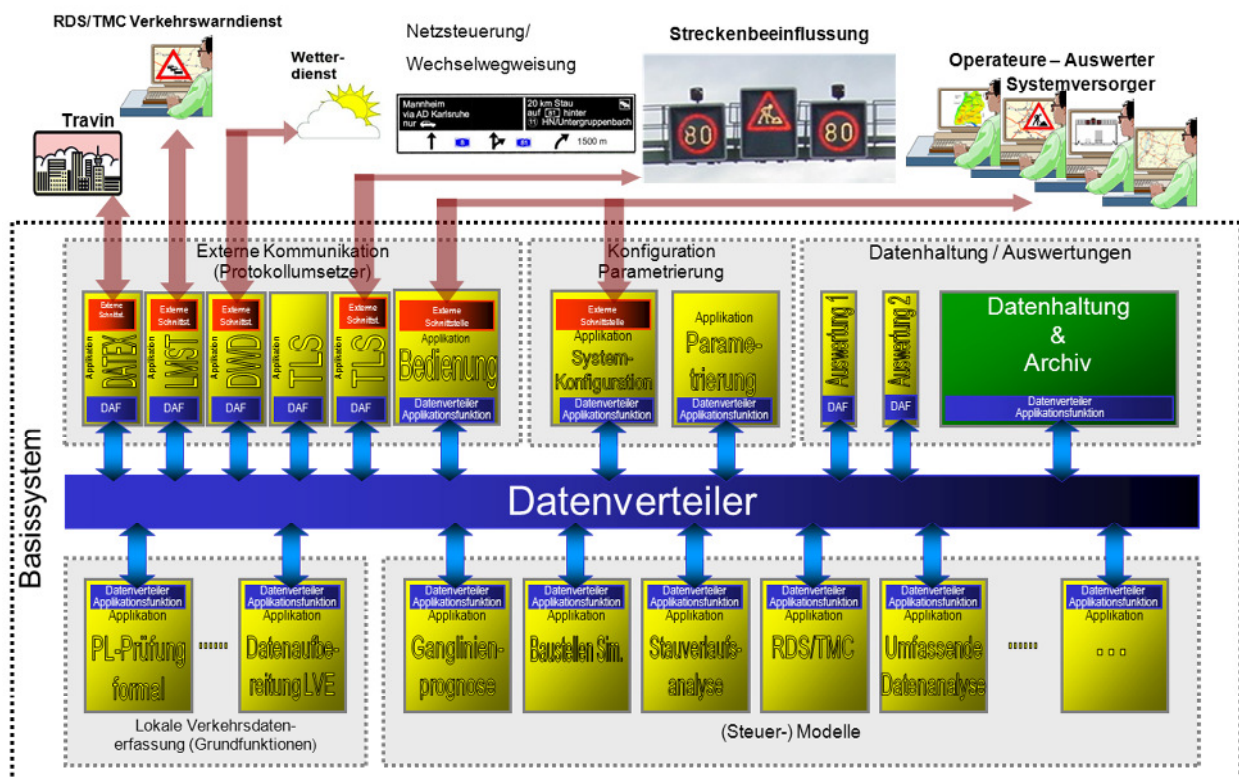 RDS/TMC Verkehrswarndienst
Travin
Wetter-
dienst
Netzsteuerung/
Wechselwegweisung
Mannheim
via AD Karlsruhe
nur
20 km Stau
auf 81 hinter
11 HN/Untergruppenbach
8
81
1500 m
Streckenbeeinflussung
80
80
Operateure – Auswerter
Systemversorger
Basissystem
Externe Kommunikation
(Protokollumsetzer)
Externe
Schnittst.
Applikation
DATEX
DAF
Externe
Schnittst.
Applikation
LMST
DAF
Externe
Schnittst.
Applikation
DWD
DAF
Applikation
TLS
DAF
Externe
Schnittst.
Applikation
TLS
DAF
Externe
Schnittstelle
Applikation
Bedienung
Datenverteiler
Applikationsfunktion
Konfiguration
Parametrierung
Externe
Schnittstelle
Applikation
System-
Konfiguration
Datenverteiler
Applikationsfunktion
Applikation
Parame-
trierung
Datenverteiler
Applikationsfunktion
Datenhaltung / Auswertungen
Auswertung 1
DAF
Auswertung 2
DAF
Datenhaltung
&
Archiv
Datenverteiler
Applikationsfunktion
Datenverteiler
Datenverteiler
Applikationsfunktion
Applikation
PL-Prüfung
formal
......
Datenverteiler
Applikationsfunktion
Applikation
Datenaufbe-
reitung LVE
Lokale Verkehrsdaten-
erfassung (Grundfunktionen)
Datenverteiler
Applikationsfunktion
Applikation
Ganglinien-
prognose
Datenverteiler
Applikationsfunktion
Applikation
Baustellen Sim.
Datenverteiler
Applikationsfunktion
Applikation
Stauverlaufs-
analyse
Datenverteiler
Applikationsfunktion
Applikation
RDS/TMC
Datenverteiler
Applikationsfunktion
Applikation
Umfassende
Datenanalyse
......
Datenverteiler
Applikationsfunktion
Applikation
...
(Steuer-) Modelle